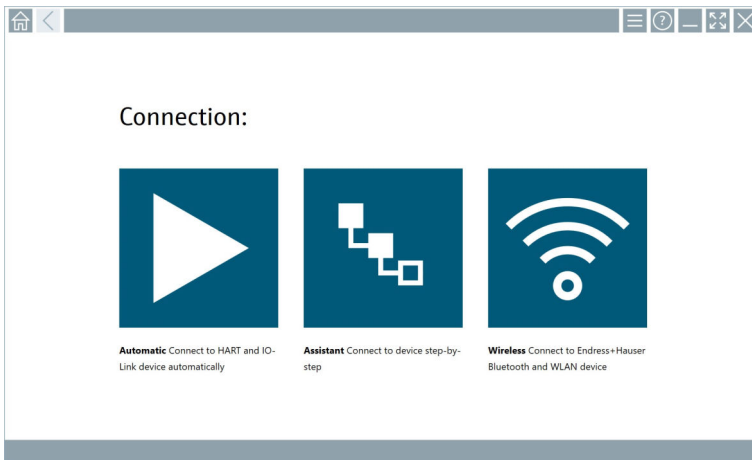 ?
Connection:
Automatic Connect to HART and IO-
Link device automatically
Assistant Connect to device step-by-
step
Wireless Connect to Endress+Hauser
Bluetooth and WLAN device